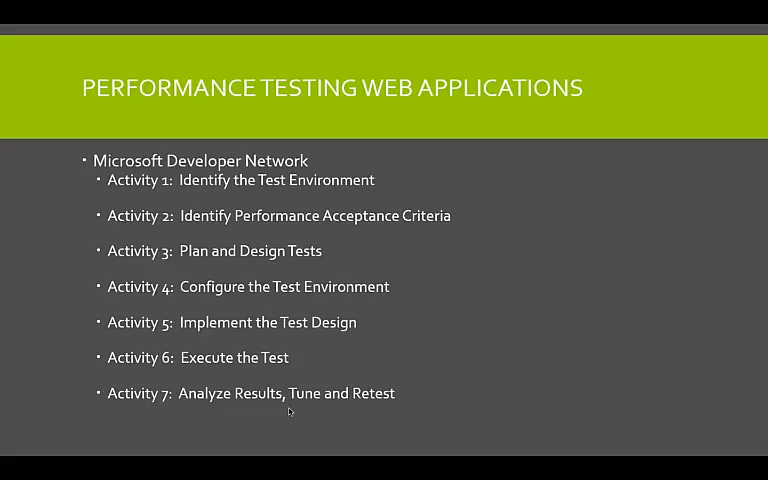 PERFORMANCE TESTING WEB APPLICATIONS
Microsoft Developer Network
Activity 1: Identify the Test Environment
Activity 2: Identify Performance Acceptance Criteria
Activity 3: Plan and Design Tests
Activity 4: Configure the Test Environment
Activity 5: Implement the Test Design
Activity 6: Execute the Test
Activity 7: Analyze Results, Tune and Retest